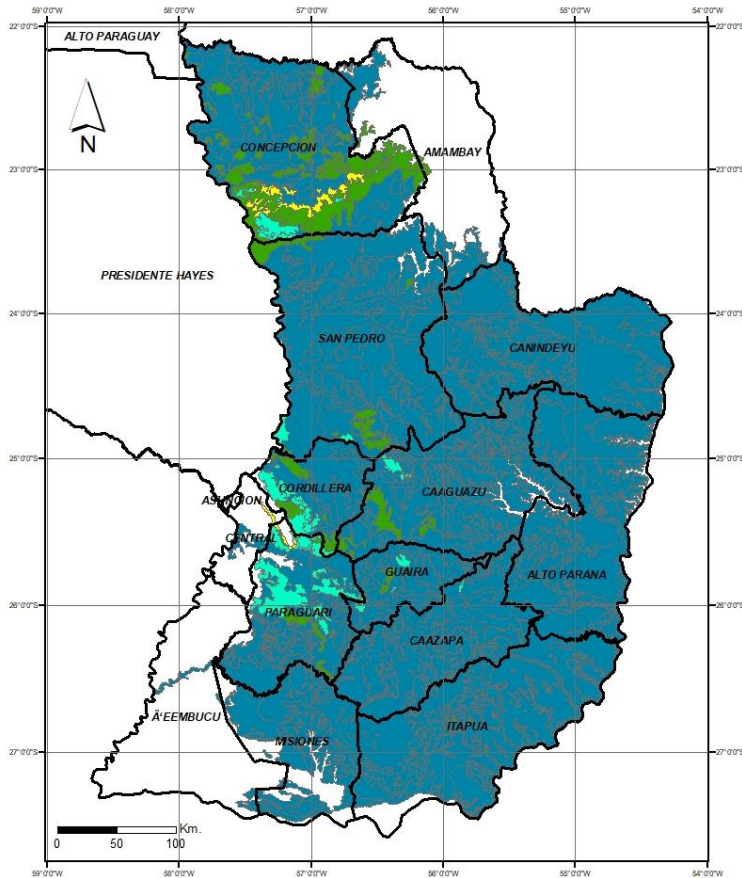 59°0'0"W 58°0'0"W 57°0'0"W 56°0'0"W 55°0'0"W 54°0'0"W
22°0'0"S
22°0'0"S
ALTO PARAGUAY
N
CONCEPCION
AMAMBAY
23°0'0"S
23°0'0"S
PRESIDENTE HAYES
24°0'0"S
24°0'0"S
SAN PEDRO
CANINDEYU
25°0'0"S
25°0'0"S
CORDILLERA
CAAGUAZU
ASUNCION
CENTRAL
GUAIRA
ALTO PARANA
26°0'0"S
26°0'0"S
PARAGUARI
CAAZAPA
Ã'EEMBUCU
MISIONES
ITAPUA
27°0'0"S
27°0'0"S
Km.
0 50 100
59°0'0"W 58°0'0"W 57°0'0"W 56°0'0"W 55°0'0"W 54°0'0"W